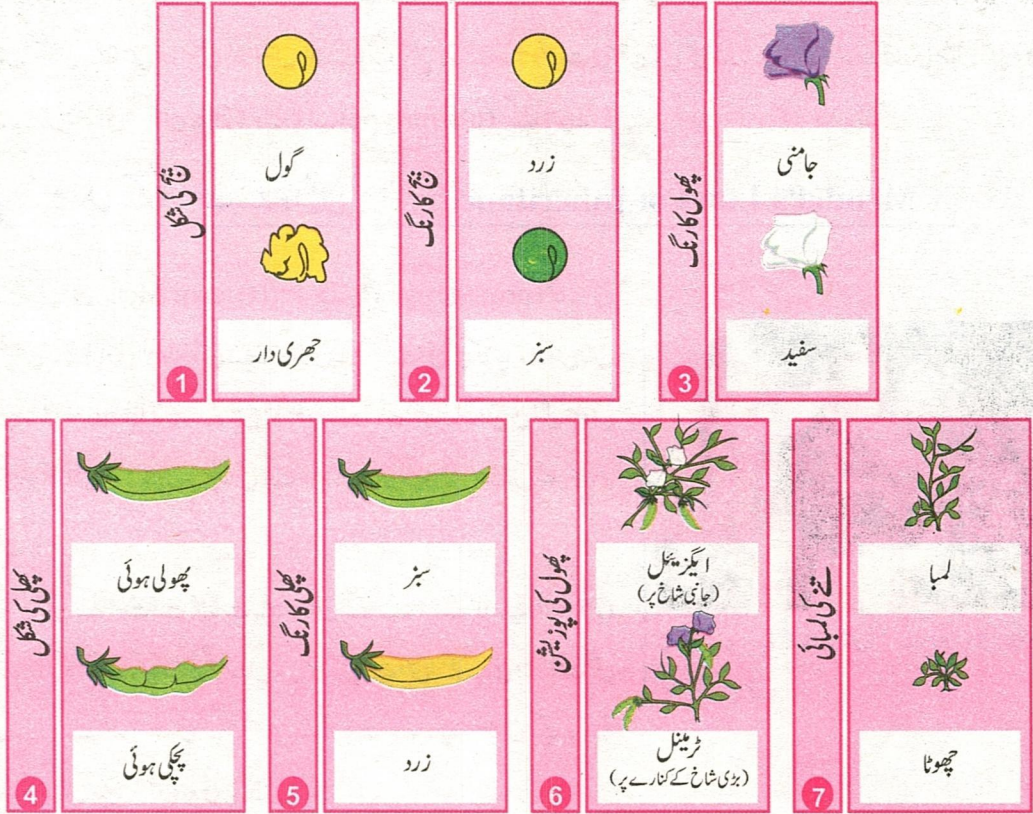 بیج کی شکل
گول
جھری دار
1
بیج کا رنگ
زرد
سبز
2
پھول کا رنگ
جامنی
سفید
3
پھلی کی شکل
پھولی ہوئی
پچکی ہوئی
4
پھلی کا رنگ
سبز
زرد
5
پھول کی پوزیشن
ایگزیئل
(جانبی شاخ پر)
ٹرمینل
(بڑی شاخ کے کنارے پر)
6
تنے کی لمبائی
لمبا
چھوٹا
7